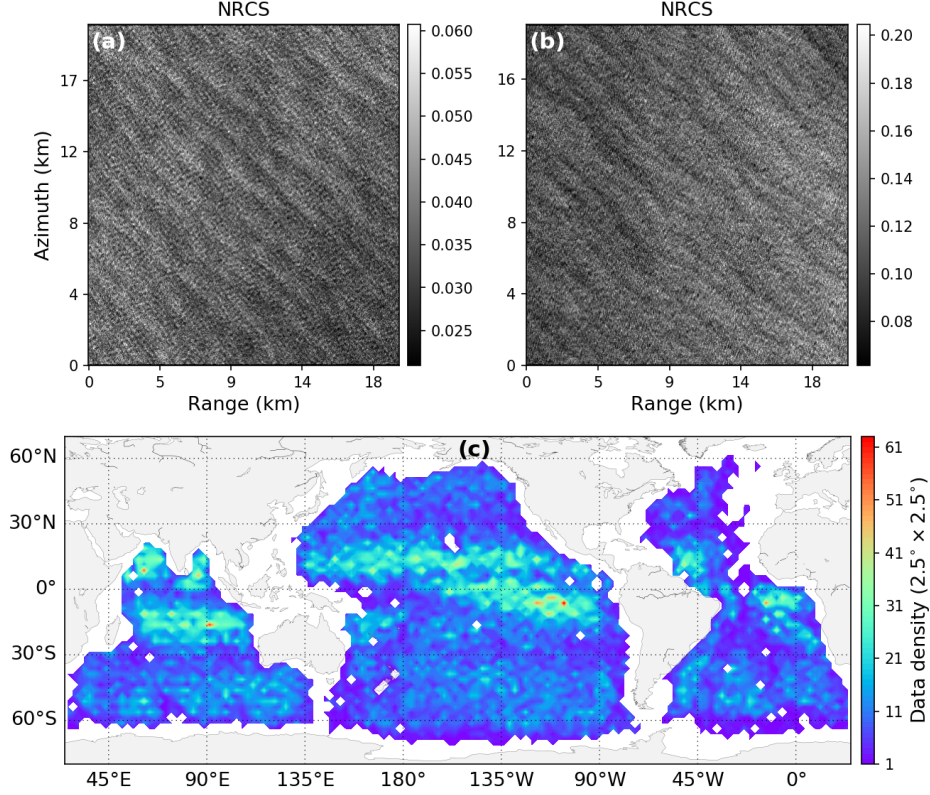 NRCS
NRCS
(a)
(b)
0.060
0.055
0.050
0.045
0.040
0.035
0.030
0.025
0.20
0.18
0.16
0.14
0.12
0.10
0.08
17
12
8
4
0
16
12
8
4
0
Azimuth (km)
0 5 9 14 18
0 5 9 14 18
Range (km)
Range (km)
(c)
60°N
30°N
0°
30°S
60°S
61
51
41
31
21
11
1
Data density (2.5° × 2.5°)
45°E 90°E 135°E 180° 135°W 90°W 45°W 0°